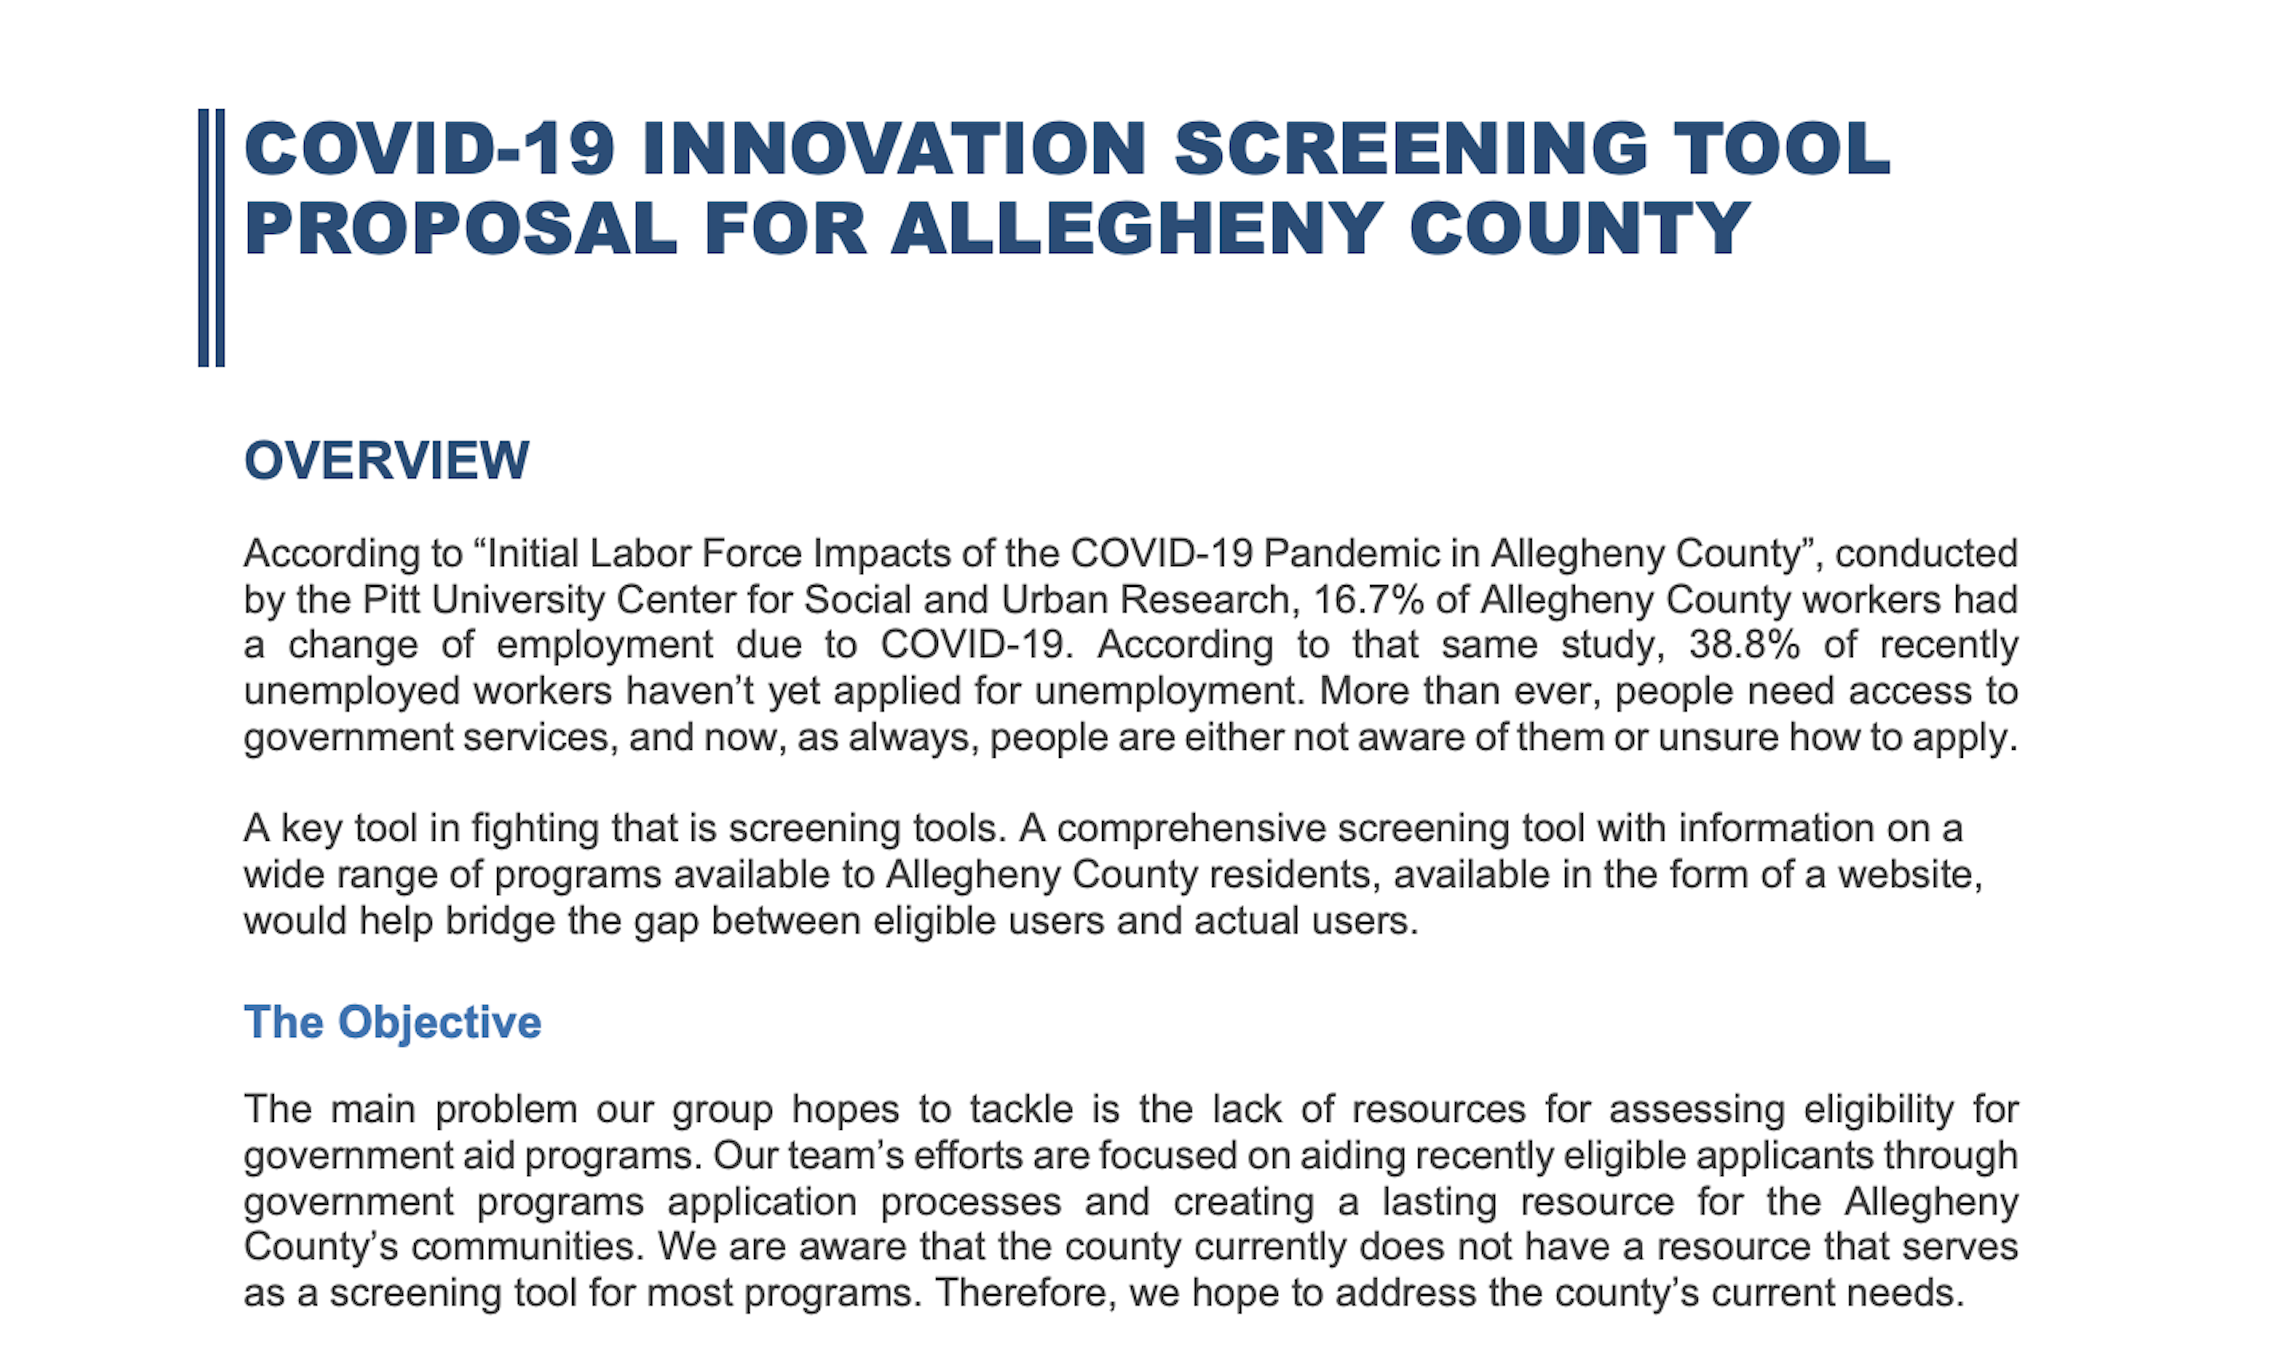 COVID-19 INNOVATION SCREENING TOOL
PROPOSAL FOR ALLEGHENY COUNTY
OVERVIEW
According to “Initial Labor Force Impacts of the COVID-19 Pandemic in Allegheny County”, conducted
by the Pitt University Center for Social and Urban Research, 16.7% of Allegheny County workers had
a change of employment due to COVID-19. According to that same study, 38.8% of recently
unemployed workers haven’t yet applied for unemployment. More than ever, people need access to
government services, and now, as always, people are either not aware of them or unsure how to apply.
A key tool in fighting that is screening tools. A comprehensive screening tool with information on a
wide range of programs available to Allegheny County residents, available in the form of a website,
would help bridge the gap between eligible users and actual users.
The Objective
The main problem our group hopes to tackle is the lack of resources for assessing eligibility for
government aid programs. Our team’s efforts are focused on aiding recently eligible applicants through
government programs application processes and creating a lasting resource for the Allegheny
County’s communities. We are aware that the county currently does not have a resource that serves
as a screening tool for most programs. Therefore, we hope to address the county’s current needs.